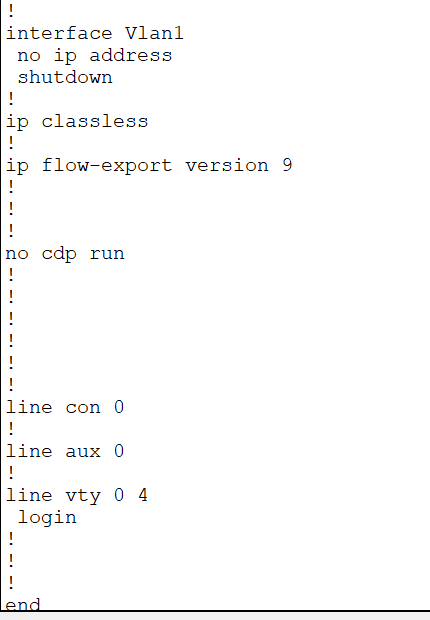 !
interface Vlan1
 no ip address
 shutdown
!
ip classless
!
ip flow-export version 9
!
!
!
no cdp run
!
!
!
!
!
!
line con 0
!
line aux 0
!
line vty 0 4
 login
!
!
!
end